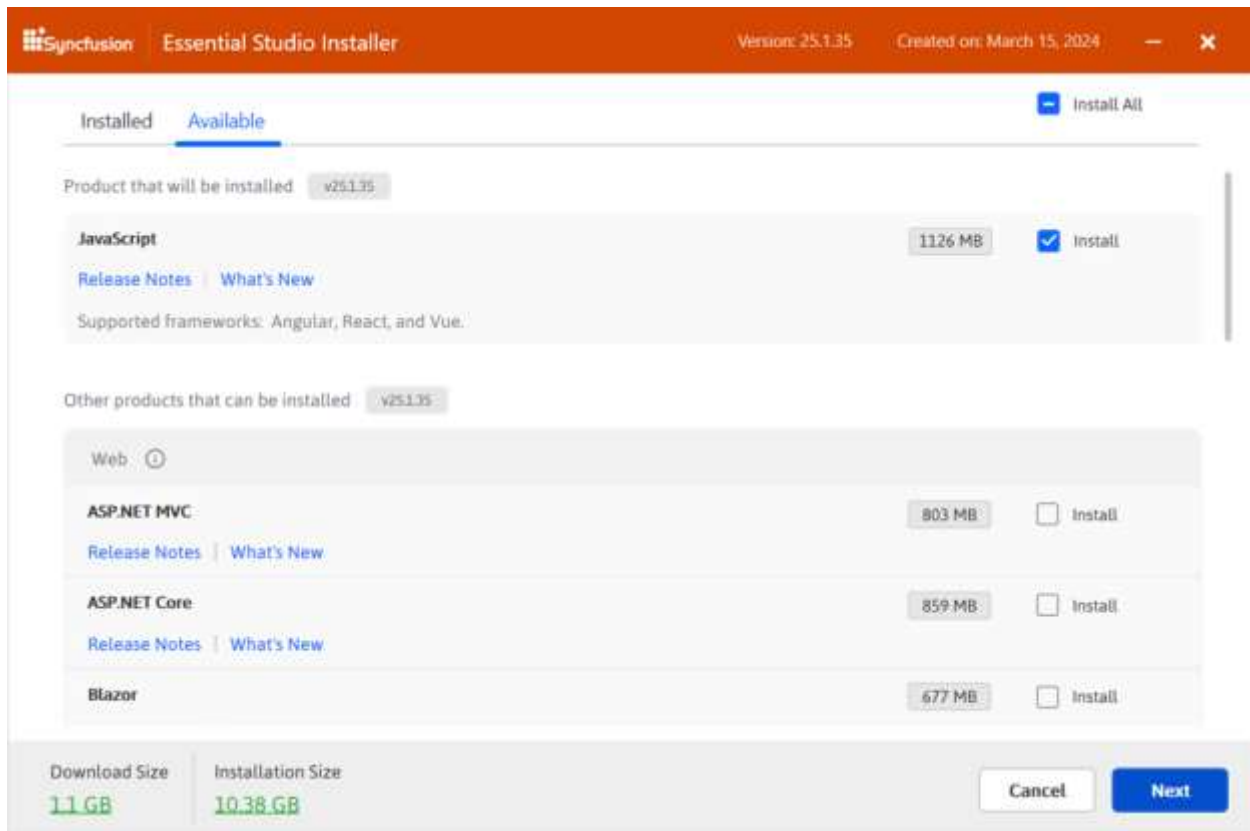 Syncfusion Essential Studio Installer Version: 25.1.35 Created on: March 15, 2024
Installed Available Install All
Product that will be installed v25.1.35
JavaScript 1126 MB Install
Release Notes | What's New
Supported frameworks: Angular, React, and Vue.
Other products that can be installed v25.1.35
Web
ASP.NET MVC 803 MB Install
Release Notes | What's New
ASP.NET Core 859 MB Install
Release Notes | What's New
Blazor 677 MB Install
Download Size Installation Size
1.1 GB 10.38 GB
Cancel Next